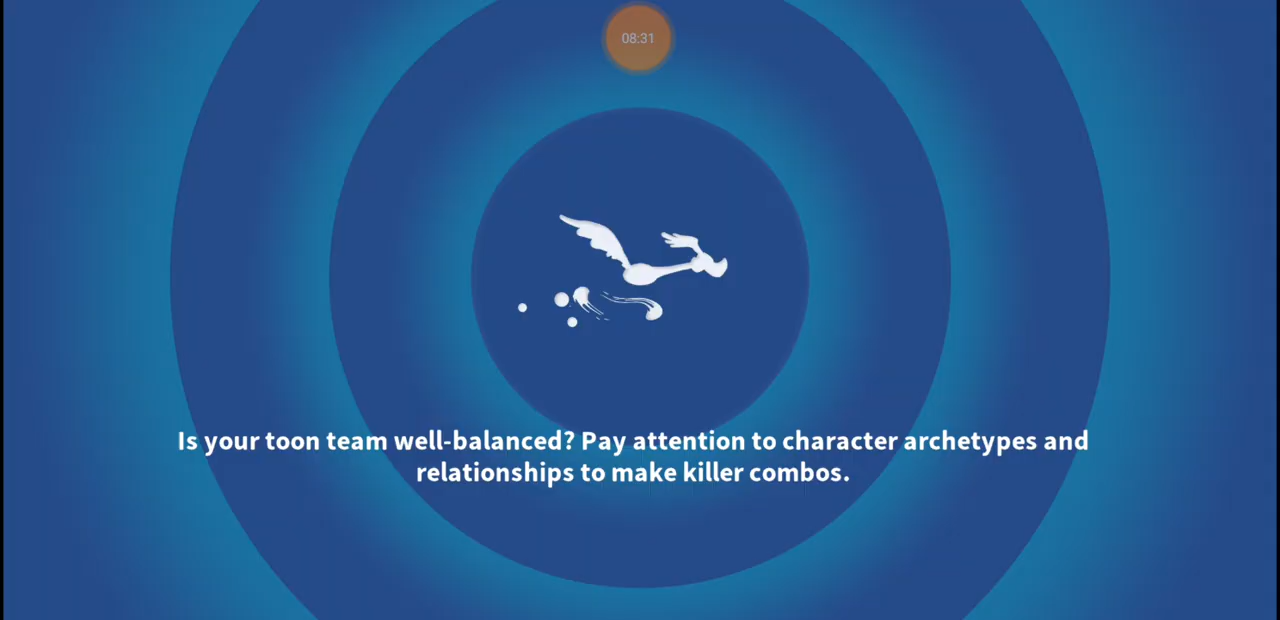 08:31
Is your toon team well-balanced? Pay attention to character archetypes and
relationships to make killer combos.